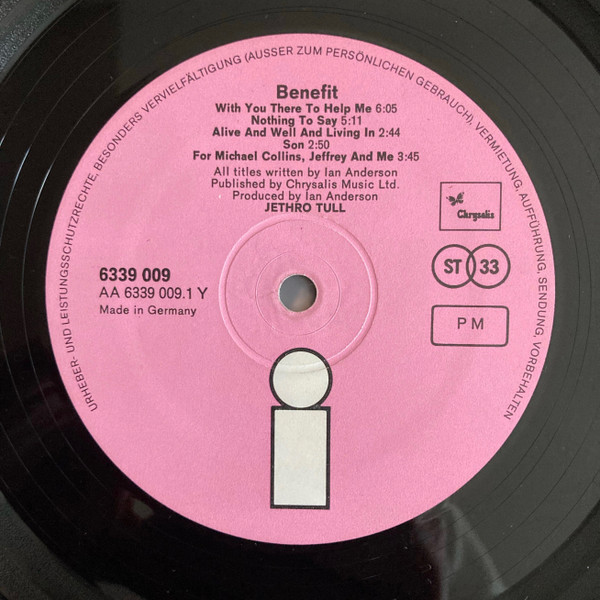 URHEBER- UND LEISTUNGSSCHUTZRECHTE, BESONDERS VERVIELFÄLTIGUNG (AUSSER ZUM PERSÖNLICHEN GEBRAUCH), VERMIETUNG, AUFFÜHRUNG, SENDUNG, VORBEHALTEN
Benefit
With You There To Help Me 6:05
Nothing To Say 5:11
Alive And Well And Living In 2:44
Son 2:50
For Michael Collins, Jeffrey And Me 3:45
All titles written by Ian Anderson
Published by Chrysalis Music Ltd.
Produced by Ian Anderson
JETHRO TULL
Chrysalis
6339 009
ST 33
AA 6339 009.1 Y
Made in Germany
PM
i